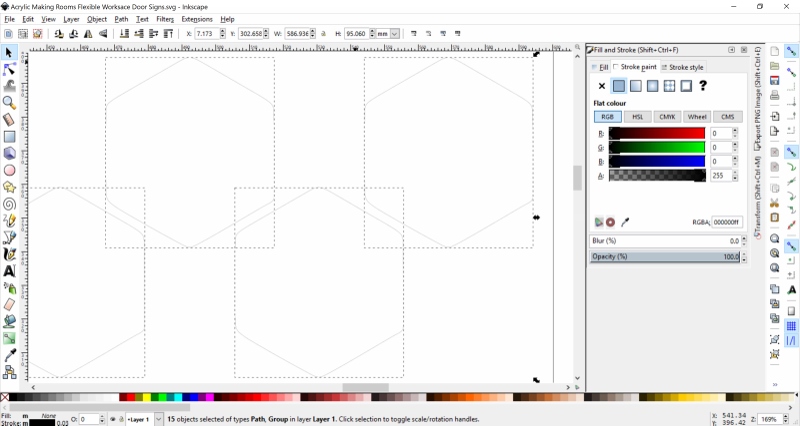 Acrylic Making Rooms Flexible Worksace Door Signs.svg - Inkscape
File Edit View Layer Object Path Text Filters Extensions Help
X: 7.173 Y: 302.658 W: 586.936 H: 95.060 mm
Fill and Stroke (Shift+Ctrl+F)
Fill Stroke paint Stroke style
?
Flat colour
RGB HSL CMYK Wheel CMS
R: 0
G: 0
B: 0
A: 255
RGBA: 000000ff
Blur (%) 0.0
Opacity (%) 100.0
Export PNG Image (Shift+Ctrl+E)
Transform (Shift+Ctrl+M)
Fill: m None
Stroke: m 0.03
O: 0
Layer 1
15 objects selected of types Path, Group in layer Layer 1. Click selection to toggle scale/rotation handles.
X: 541.34
Y: 396.42
Z: 169%